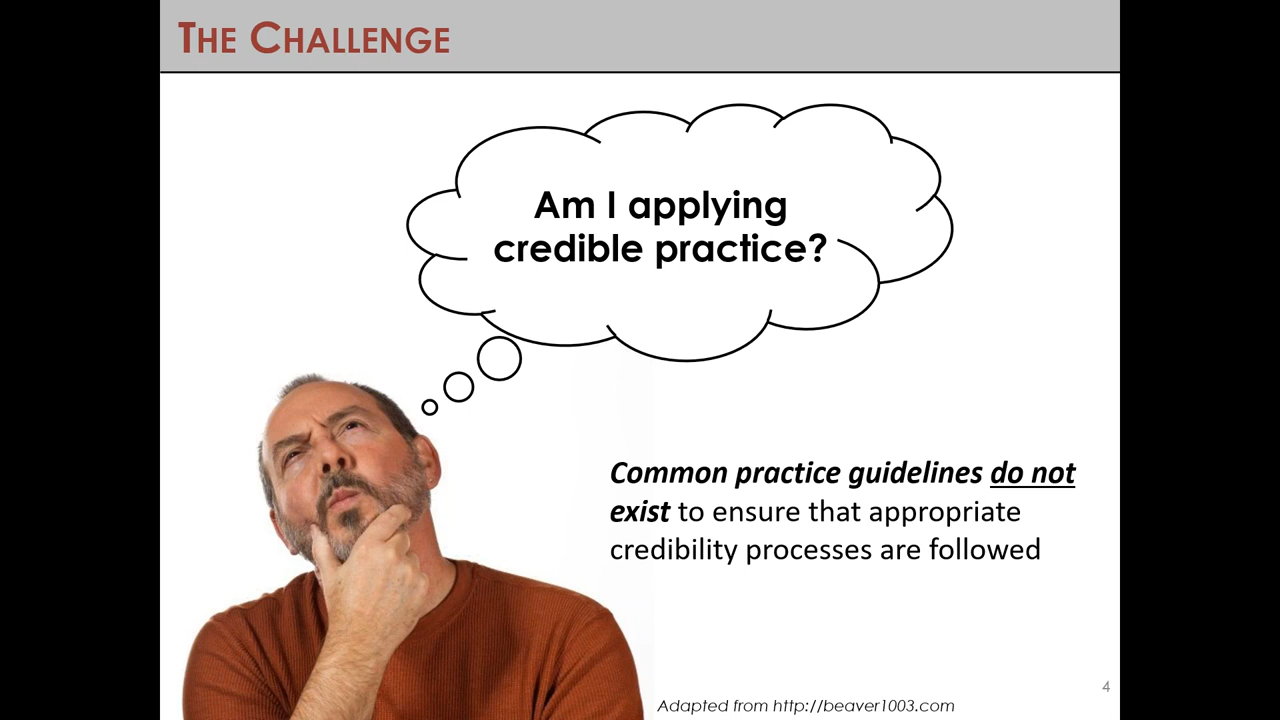 THE CHALLENGE
Am I applying
credible practice?
Common practice guidelines do not
exist to ensure that appropriate
credibility processes are followed
4
Adapted from http://beaver1003.com